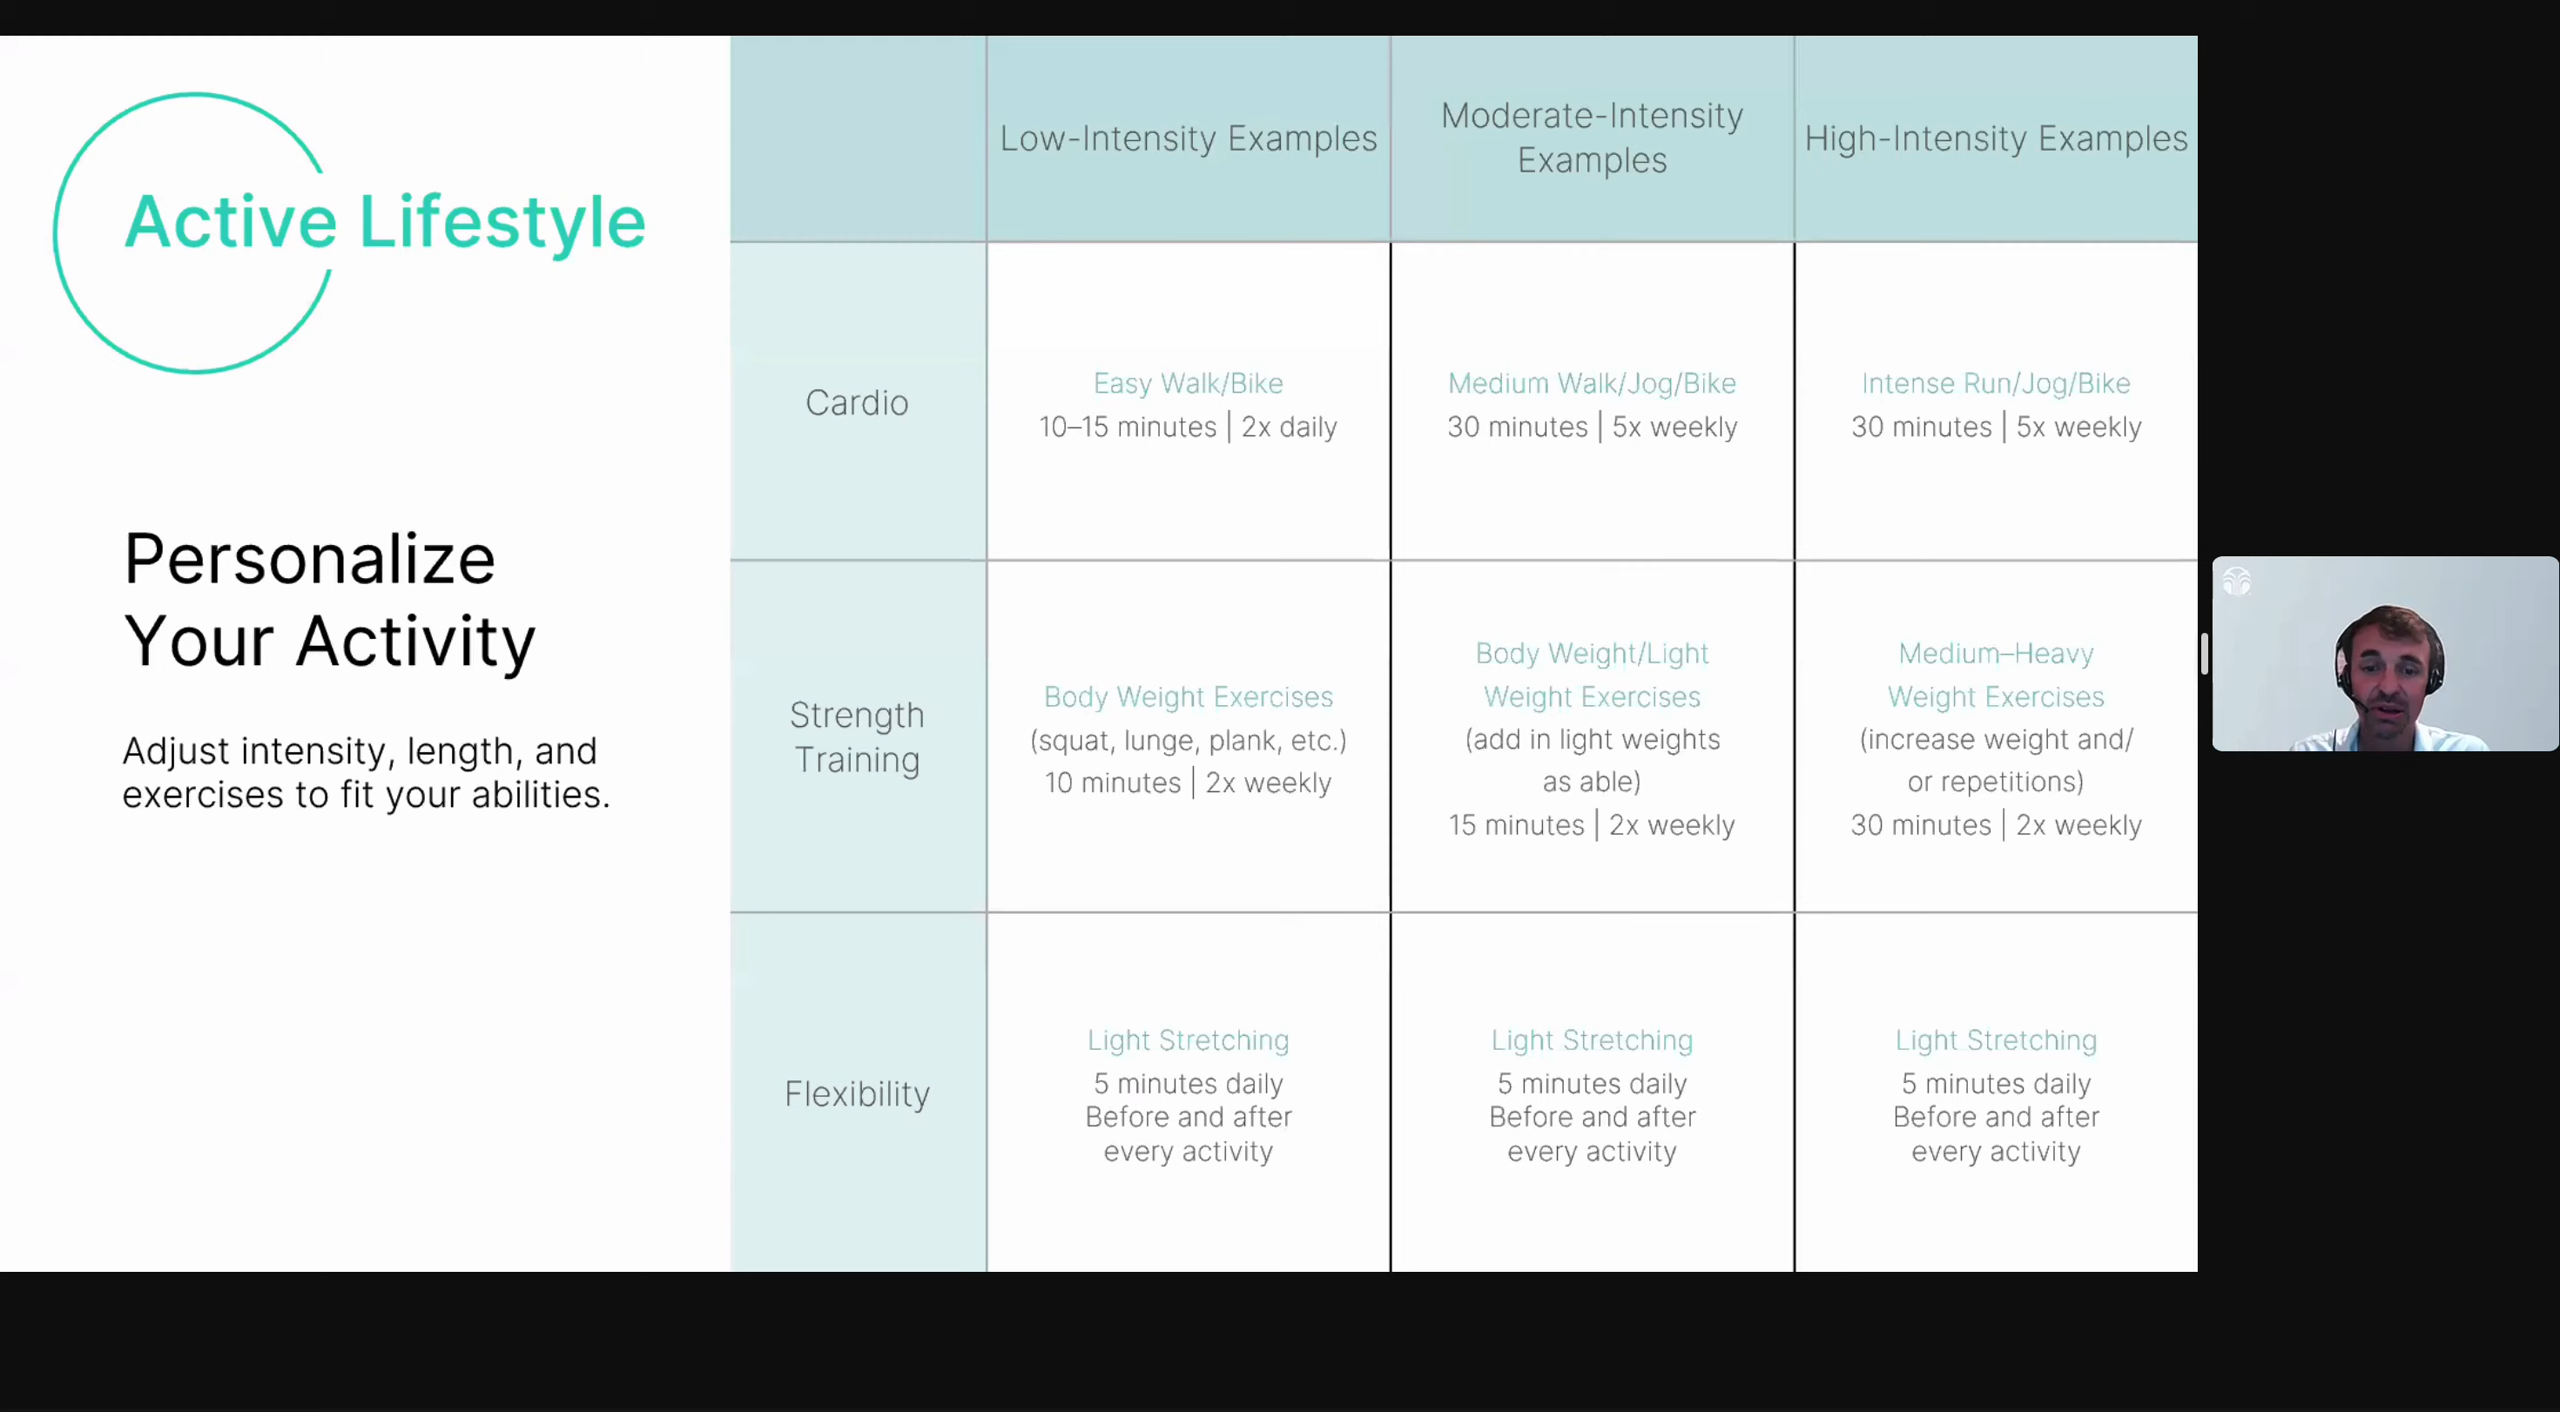 Active Lifestyle
Personalize
Your Activity
Adjust intensity, length, and
exercises to fit your abilities.
Low-Intensity Examples
Moderate-Intensity
Examples
High-Intensity Examples
Cardio
Easy Walk/Bike
10–15 minutes | 2x daily
Medium Walk/Jog/Bike
30 minutes | 5x weekly
Intense Run/Jog/Bike
30 minutes | 5x weekly
Strength
Training
Body Weight Exercises
(squat, lunge, plank, etc.)
10 minutes | 2x weekly
Body Weight/Light
Weight Exercises
(add in light weights
as able)
15 minutes | 2x weekly
Medium–Heavy
Weight Exercises
(increase weight and/
or repetitions)
30 minutes | 2x weekly
Flexibility
Light Stretching
5 minutes daily
Before and after
every activity
Light Stretching
5 minutes daily
Before and after
every activity
Light Stretching
5 minutes daily
Before and after
every activity